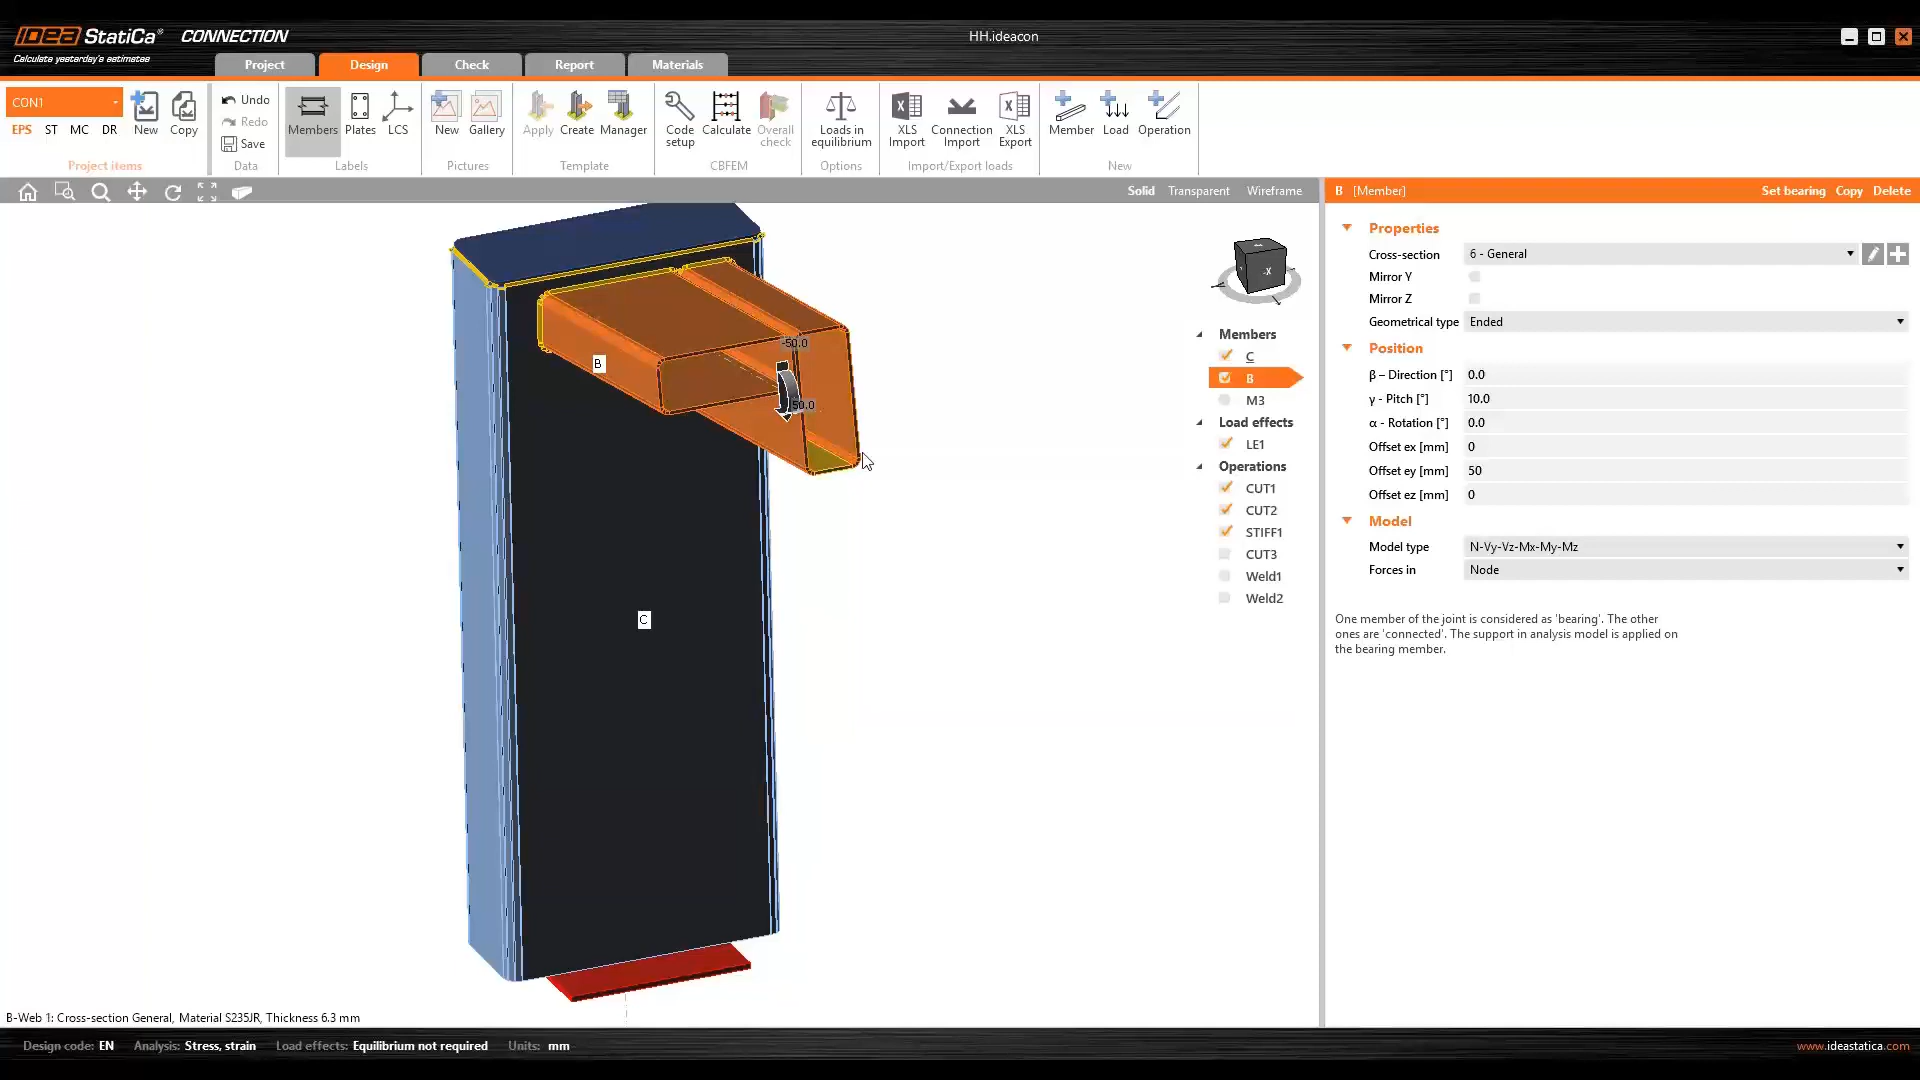 IDEA StatiCa® CONNECTION
Calculate yesterday's estimates
HH.ideacon
Project
Design
Check
Report
Materials
CON1
EPS ST MC DR
New
Copy
Project items
Undo
Redo
Save
Data
Members
Plates
LCS
Labels
New
Gallery
Pictures
Apply
Create
Manager
Template
Code setup
Calculate
Overall check
CBFEM
Loads in equilibrium
Options
XLS Import
Connection Import
XLS Export
Import/Export loads
Member
Load
Operation
New
Solid Transparent Wireframe
B [Member]
Set bearing Copy Delete
-X
Members
C
B
M3
Load effects
LE1
Operations
CUT1
CUT2
STIFF1
CUT3
Weld1
Weld2
-50.0
50.0
B
C
Properties
Cross-section 6 - General
Mirror Y
Mirror Z
Geometrical type Ended
Position
β – Direction [°] 0.0
γ - Pitch [°] 10.0
α - Rotation [°] 0.0
Offset ex [mm] 0
Offset ey [mm] 50
Offset ez [mm] 0
Model
Model type N-Vy-Vz-Mx-My-Mz
Forces in Node
One member of the joint is considered as 'bearing'. The other
ones are 'connected'. The support in analysis model is applied on
the bearing member.
B-Web 1: Cross-section General, Material S235JR, Thickness 6.3 mm
Design code: EN Analysis: Stress, strain Load effects: Equilibrium not required Units: mm
www.ideastatica.com